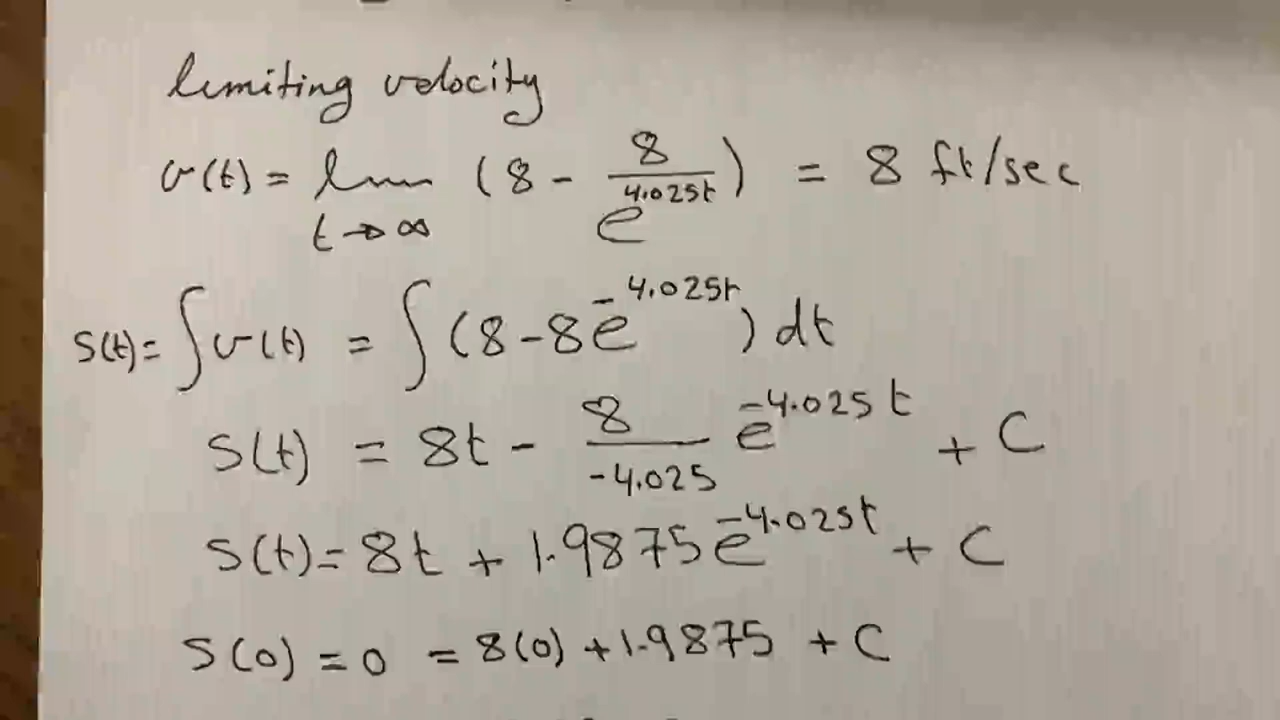 limiting velocity
v(t) = lim t→∞ (8 - 8/e^4.025t) = 8 ft/sec
S(t) = ∫v(t) = ∫(8-8e^-4.025t) dt
S(t) = 8t - 8/-4.025 e^-4.025t + C
S(t) = 8t + 1.9875e^-4.025t + C
S(0) = 0 = 8(0) + 1.9875 + C